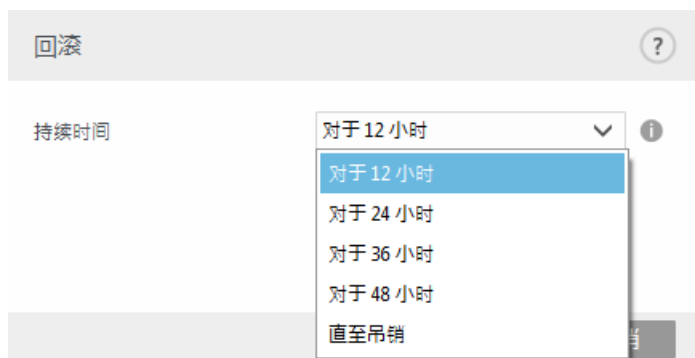 回滚
?
持续时间
对于 12 小时
i
对于 12 小时
对于 24 小时
对于 36 小时
对于 48 小时
直至吊销